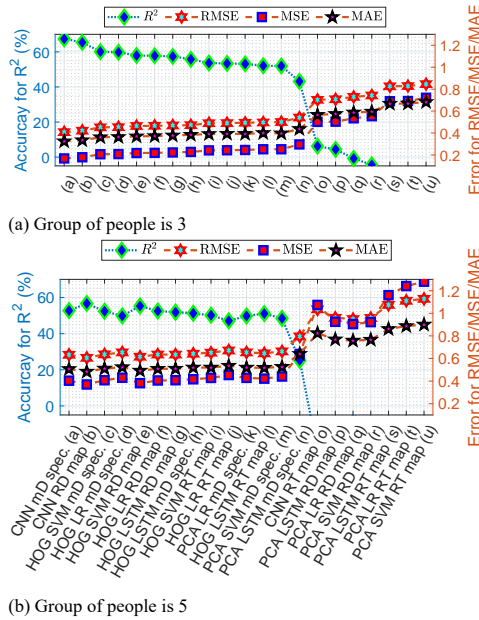 R² RMSE MSE MAE
Accurcay for R² (%)
60
40
20
0
1.2
1
0.8
0.6
0.4
0.2
Error for RMSE/MSE/MAE
(a)
(b)
(c)
(d)
(e)
(f)
(g)
(h)
(i)
(j)
(k)
(l)
(m)
(n)
(o)
(p)
(q)
(r)
(s)
(t)
(u)
(a) Group of people is 3
R² RMSE MSE MAE
Accurcay for R² (%)
60
40
20
0
1.2
1
0.8
0.6
0.4
0.2
Error for RMSE/MSE/MAE
CNN mD spec. (a)
CNN RD map (b)
HOG SVM mD spec. (c)
HOG LR mD spec. (d)
HOG SVM RD map (e)
HOG LR RD map (f)
HOG LSTM RD map (g)
HOG LSTM mD spec. (h)
HOG SVM RT map (i)
HOG LR RT map (j)
PCA LR mD spec. (k)
HOG LSTM RT map (l)
PCA SVM mD spec. (m)
PCA LSTM mD spec. (n)
CNN RT map (o)
PCA LSTM RD map (p)
PCA LR RD map (q)
PCA SVM RD map (r)
PCA LSTM RT map (s)
PCA LR RT map (t)
PCA SVM RT map (u)
(b) Group of people is 5